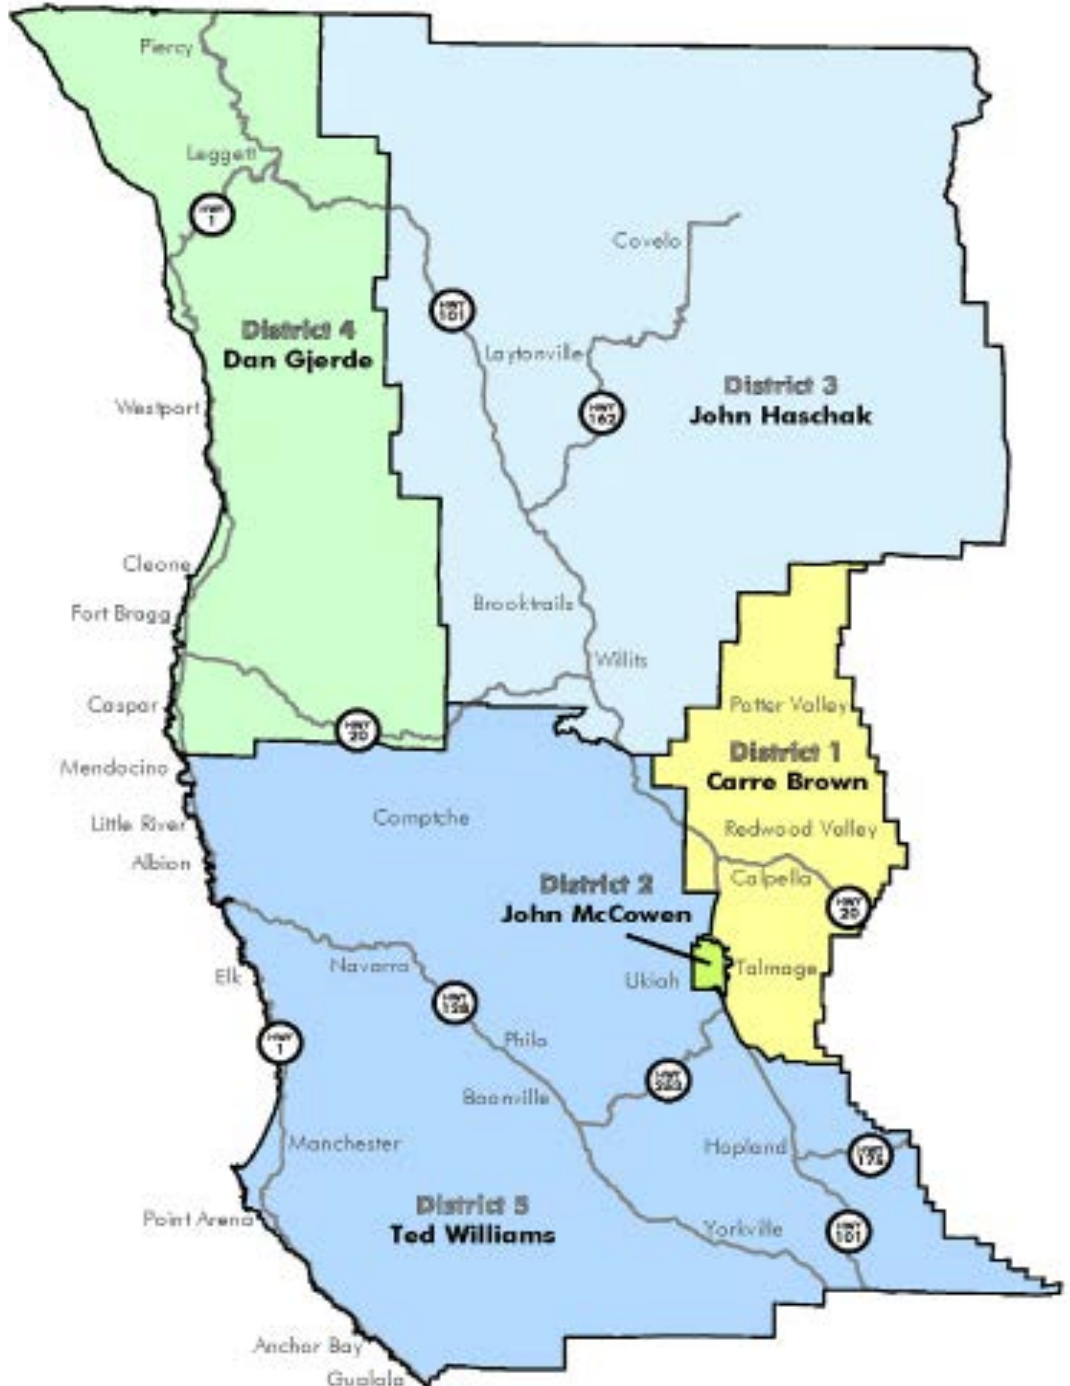 Piercy
Leggett
HWY
1
Covelo
HWY
101
District 4
Dan Gjerde
Laytonville
District 3
John Haschak
Westport
HWY
162
Cleone
Fort Bragg
Brooktrails
Willits
Caspar
Potter Valley
HWY
20
Mendocino
District 1
Carre Brown
Little River
Comptche
Redwood Valley
Albion
Calpella
District 2
John McCowen
HWY
20
Navarro
Elk
Ukiah
Talmage
HWY
128
HWY
1
Philo
HWY
Boonville
Manchester
Hopland
HWY
175
District 5
Ted Williams
Point Arena
Yorkville
HWY
101
Anchor Bay
Gualala